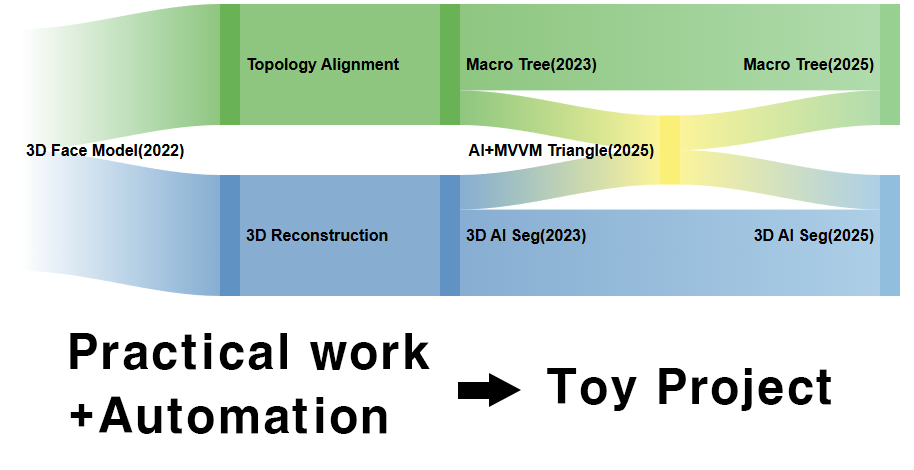 Topology Alignment
Macro Tree(2023)
Macro Tree(2025)
3D Face Model(2022)
AI+MVVM Triangle(2025)
3D Reconstruction
3D AI Seg(2023)
3D AI Seg(2025)
Practical work
+Automation
Toy Project